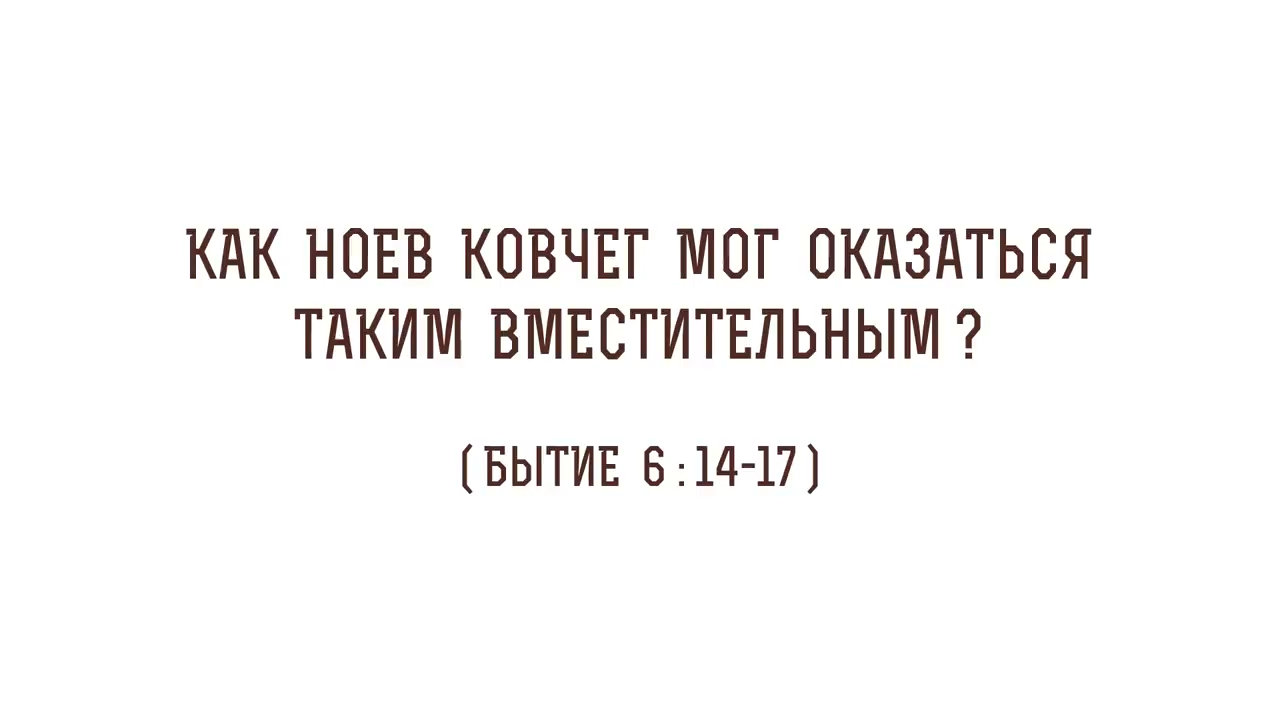 КАК НОЕВ КОВЧЕГ МОГ ОКАЗАТЬСЯ
ТАКИМ ВМЕСТИТЕЛЬНЫМ?
(БЫТИЕ 6:14-17)